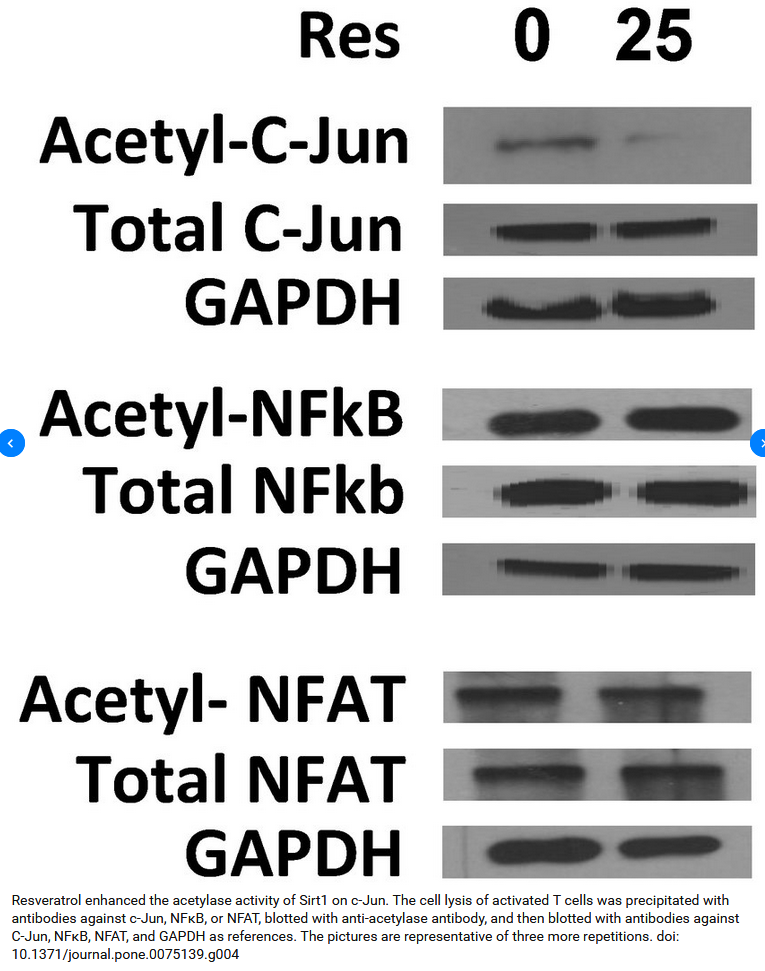 Res 0 25
Acetyl-C-Jun
Total C-Jun
GAPDH
Acetyl-NFkB
Total NFkb
GAPDH
Acetyl- NFAT
Total NFAT
GAPDH
Resveratrol enhanced the acetylase activity of Sirt1 on c-Jun. The cell lysis of activated T cells was precipitated with
antibodies against c-Jun, NFκB, or NFAT, blotted with anti-acetylase antibody, and then blotted with antibodies against
C-Jun, NFκB, NFAT, and GAPDH as references. The pictures are representative of three more repetitions. doi:
10.1371/journal.pone.0075139.g004